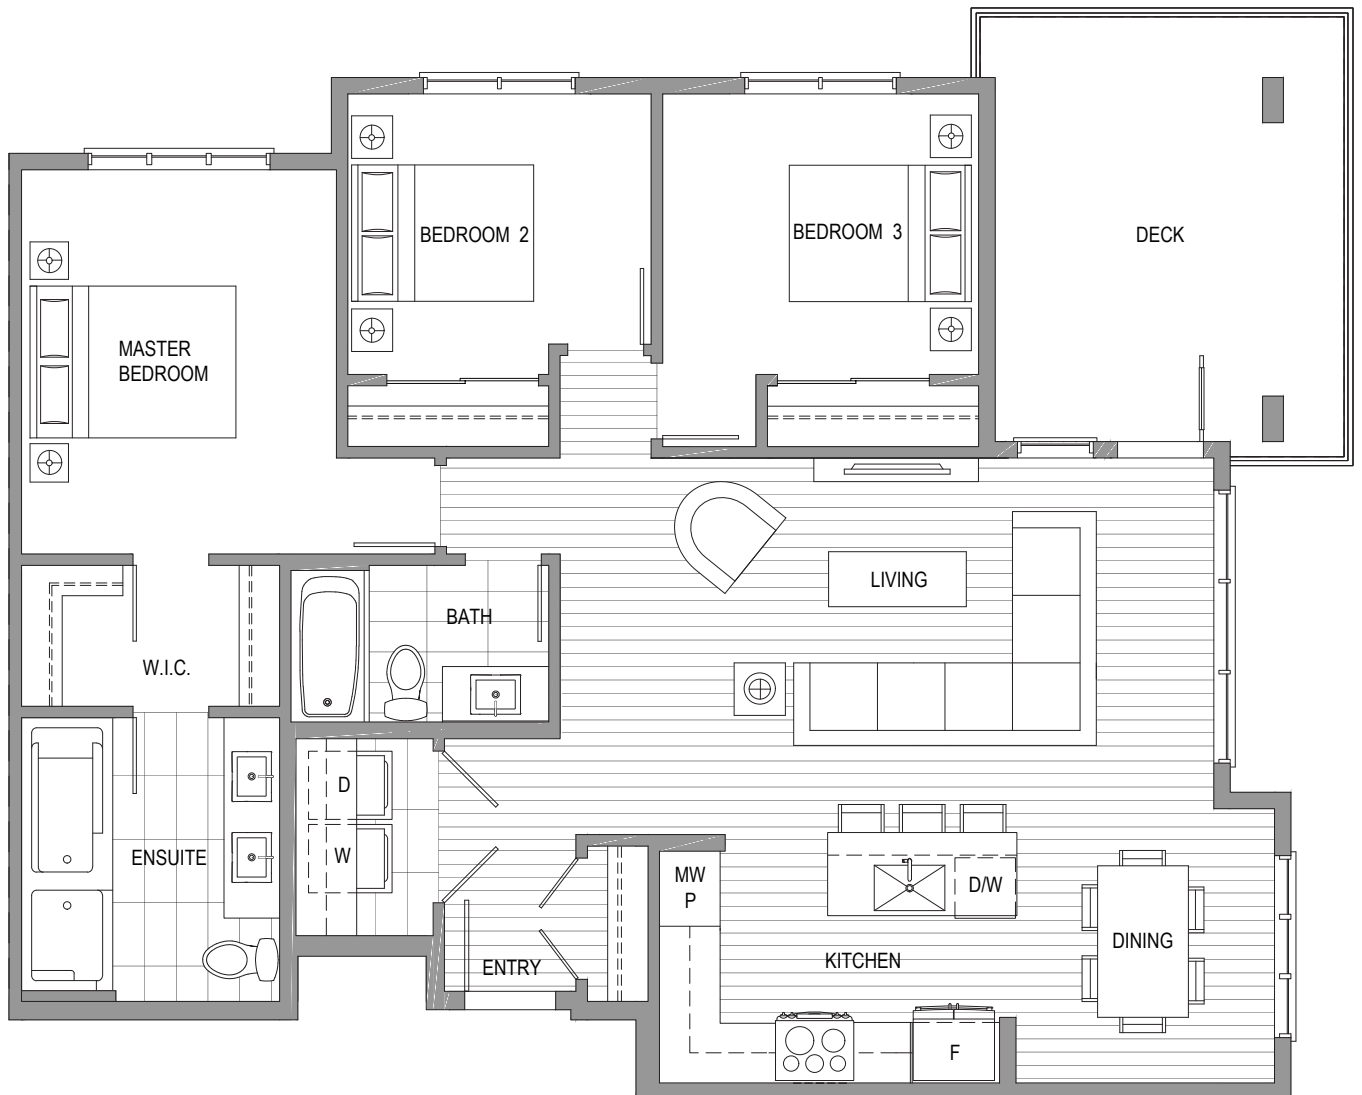 BEDROOM 2
BEDROOM 3
DECK
MASTER
BEDROOM
LIVING
BATH
W.I.C.
D
W
ENSUITE
MW
P
D/W
DINING
KITCHEN
ENTRY
F